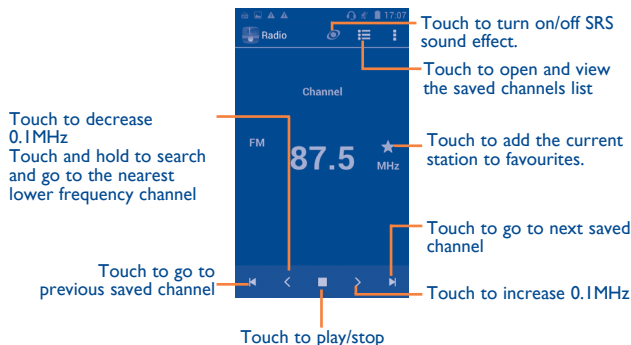 17:07
Radio
Touch to turn on/off SRS
sound effect.
Touch to open and view
the saved channels list
Channel
Touch to decrease
0.1MHz
Touch and hold to search
and go to the nearest
lower frequency channel
FM
87.5
MHz
Touch to add the current
station to favourites.
Touch to go to next saved
channel
Touch to go to
previous saved channel
Touch to increase 0.1MHz
Touch to play/stop